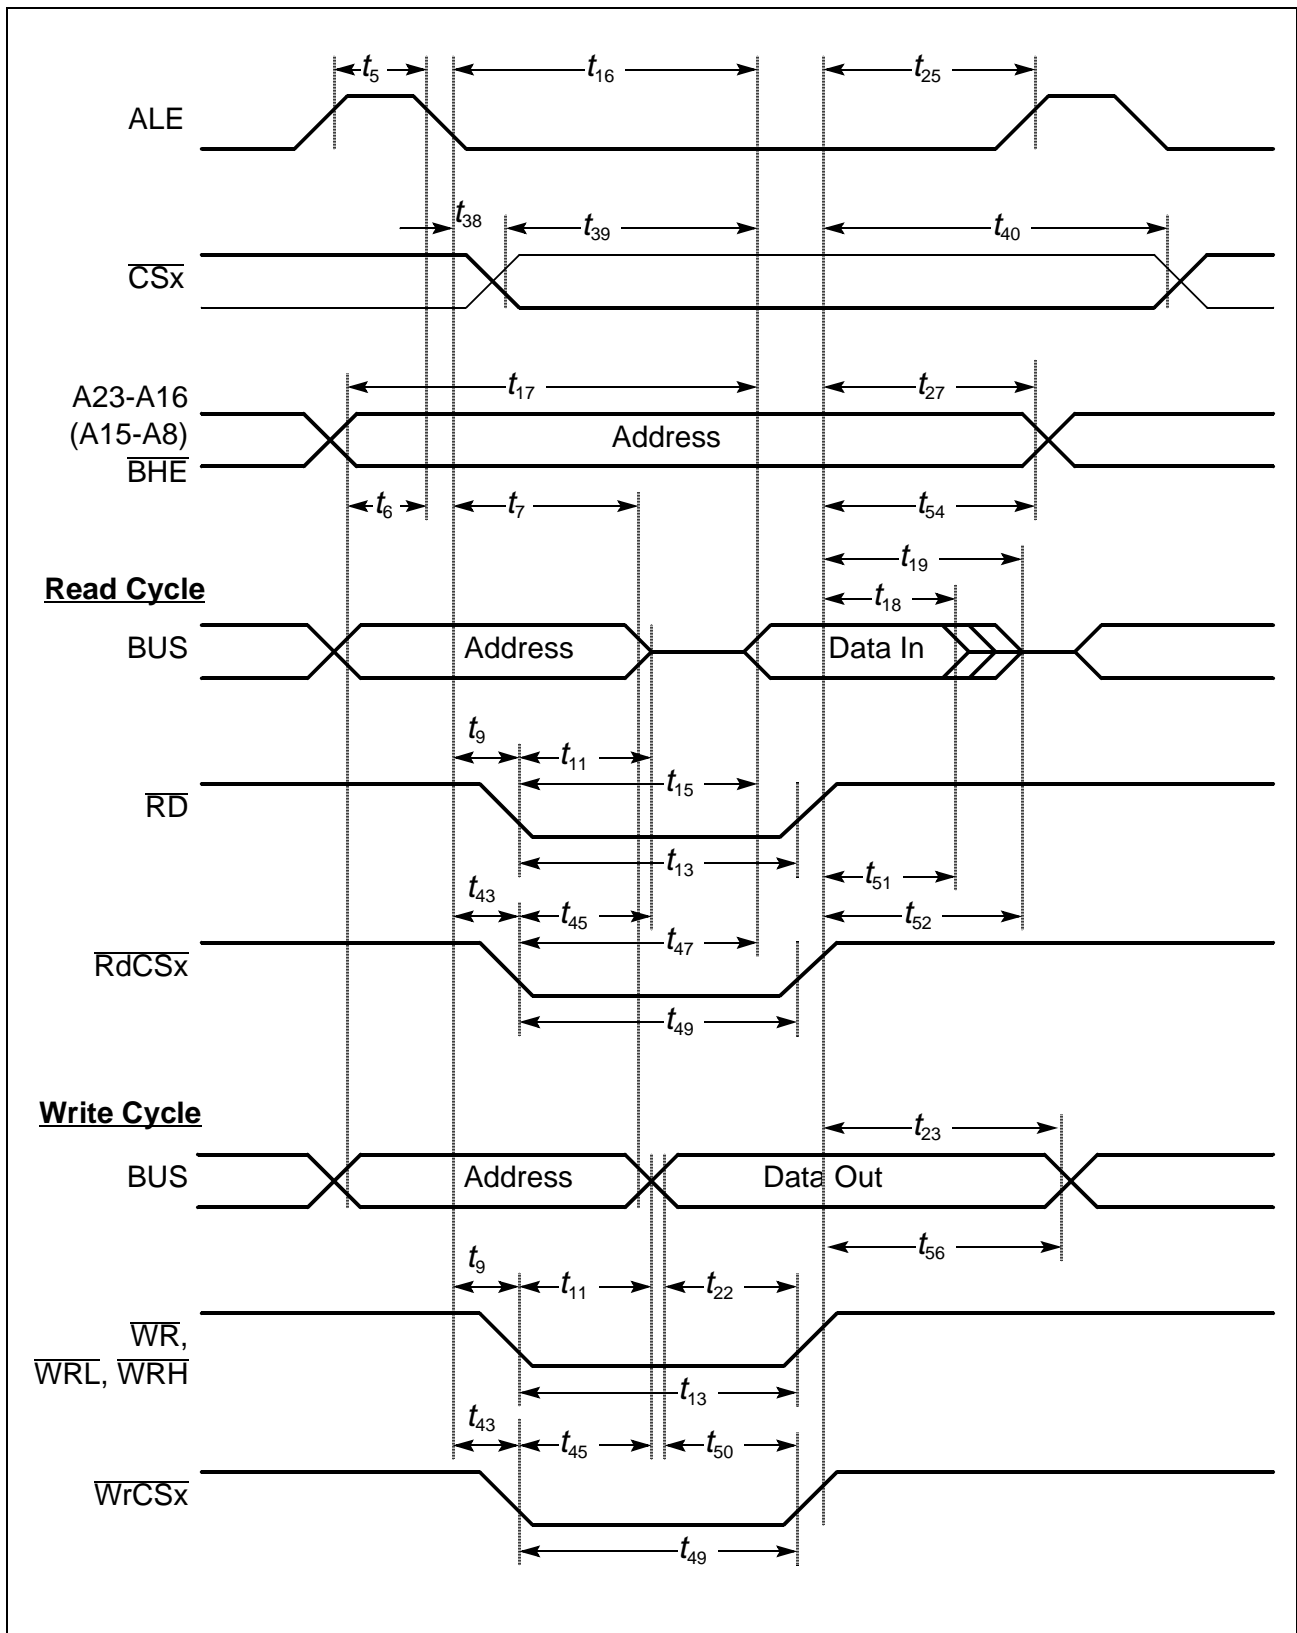 t5 t16 t25
ALE
t38 t39 t40
CSx
t17 t27
A23-A16
(A15-A8)
BHE
Address
t6 t7 t54
t19
Read Cycle
t18
BUS Address Data In
t9 t11
t15
RD
t13
t51
t43 t45 t52
t47
RdCSx
t49
Write Cycle
t23
BUS Address Data Out
t56
t9 t11 t22
WR,
WRL, WRH
t13
t43 t45 t50
WrCSx
t49